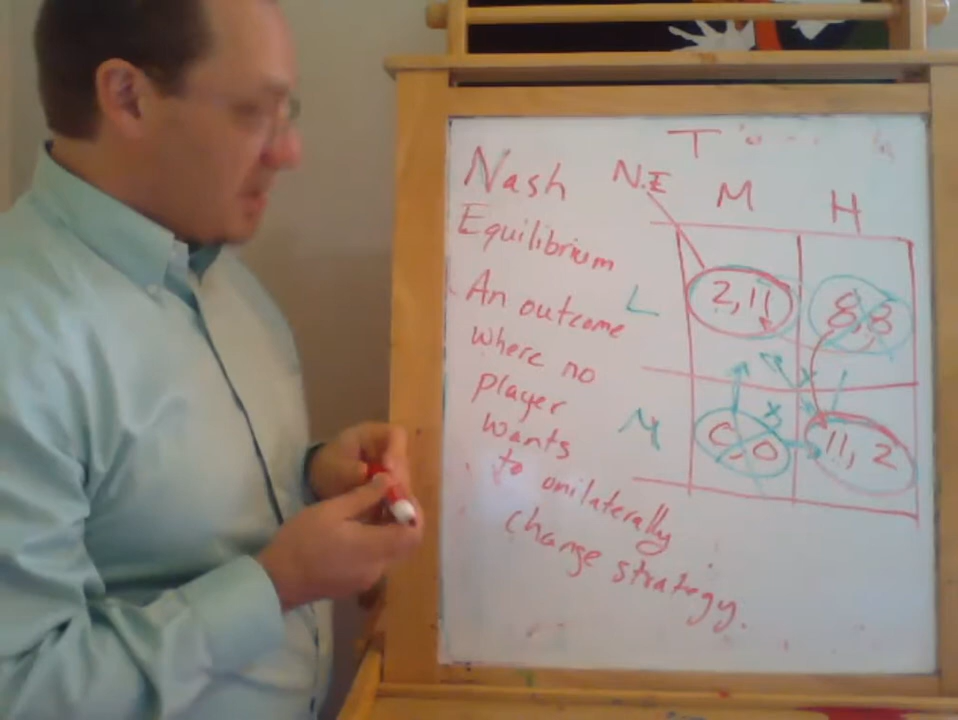 T
Nash
N.E
M
H
Equilibrium
An outcome
where no
player
wants
to unilaterally
change strategy.
L
2,11
8,8
M
0,0
11, 2